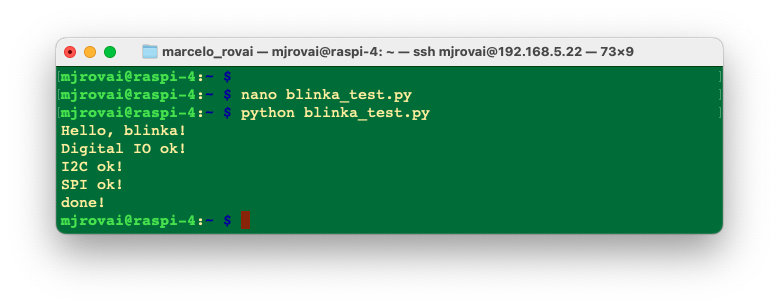 marcelo_rovai — mjrovai@raspi-4: ~ — ssh mjrovai@192.168.5.22 — 73×9
[mjrovai@raspi-4:~ $ ]
[mjrovai@raspi-4:~ $ nano blinka_test.py ]
[mjrovai@raspi-4:~ $ python blinka_test.py ]
Hello, blinka!
Digital IO ok!
I2C ok!
SPI ok!
done!
mjrovai@raspi-4:~ $